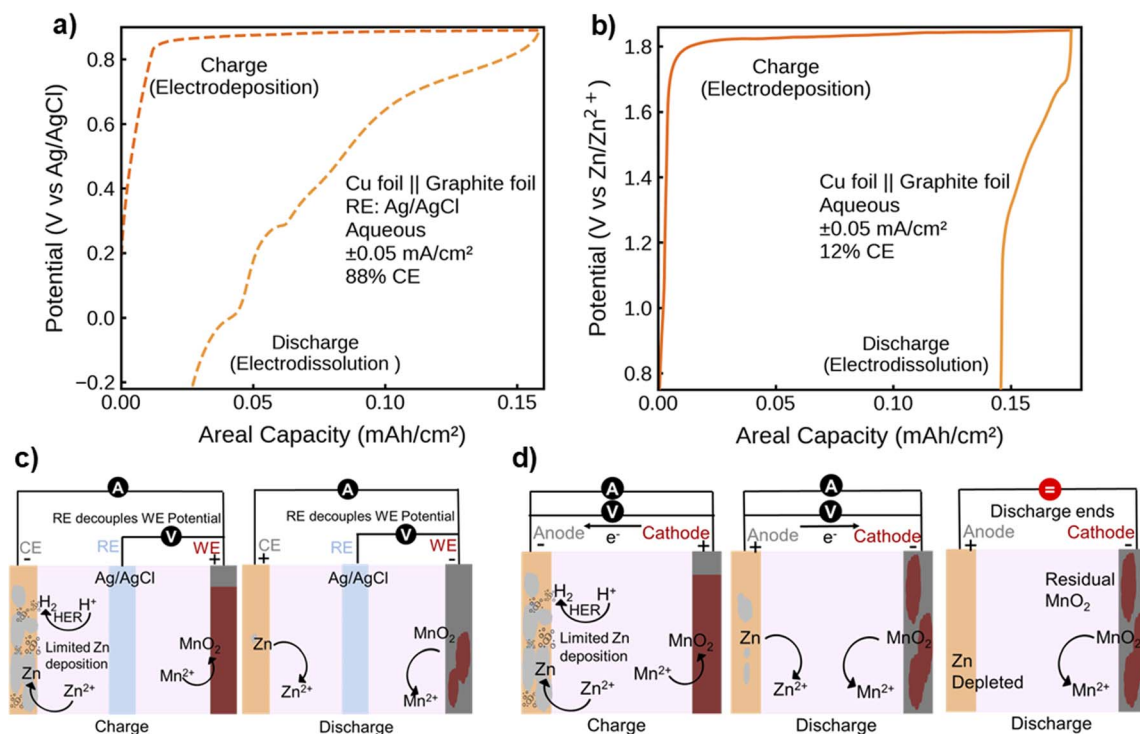 a)
Potential (V vs Ag/AgCl)
0.8
0.6
0.4
0.2
0.0
−0.2
0.00
0.05
0.10
0.15
Areal Capacity (mAh/cm²)
Charge
(Electrodeposition)
Cu foil || Graphite foil
RE: Ag/AgCl
Aqueous
±0.05 mA/cm²
88% CE
Discharge
(Electrodissolution )
b)
Potential (V vs Zn/Zn²⁺)
1.8
1.6
1.4
1.2
1.0
0.8
0.00
0.05
0.10
0.15
Areal Capacity (mAh/cm²)
Charge
(Electrodeposition)
Cu foil || Graphite foil
Aqueous
±0.05 mA/cm²
12% CE
Discharge
(Electrodissolution)
c)
A
RE decouples WE Potential
V
CE
RE
WE
-
+
Ag/AgCl
H₂
H⁺
HER
Limited Zn
deposition
Zn
Zn²⁺
MnO₂
Mn²⁺
Charge
A
RE decouples WE Potential
V
CE
RE
WE
+
-
Ag/AgCl
Zn
Zn²⁺
MnO₂
Mn²⁺
Discharge
d)
A
V
Anode
Cathode
-
e⁻
+
H₂
H⁺
HER
Limited Zn
deposition
Zn
Zn²⁺
MnO₂
Mn²⁺
Charge
A
V
Anode
Cathode
+
e⁻
-
Zn
Zn²⁺
MnO₂
Mn²⁺
Discharge
=
Discharge ends
Anode
Cathode
+
-
Residual
MnO₂
MnO₂
Zn
Depleted
Mn²⁺
Discharge